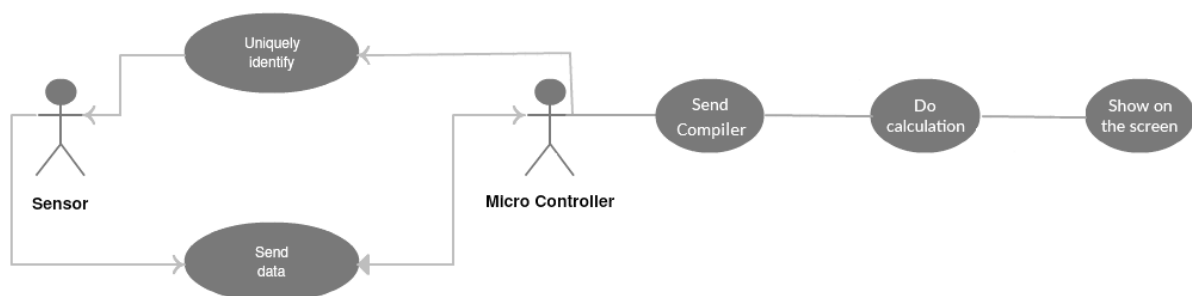 Uniquely
identify
Sensor
Send
data
Micro Controller
Send
Compiler
Do
calculation
Show on
the screen